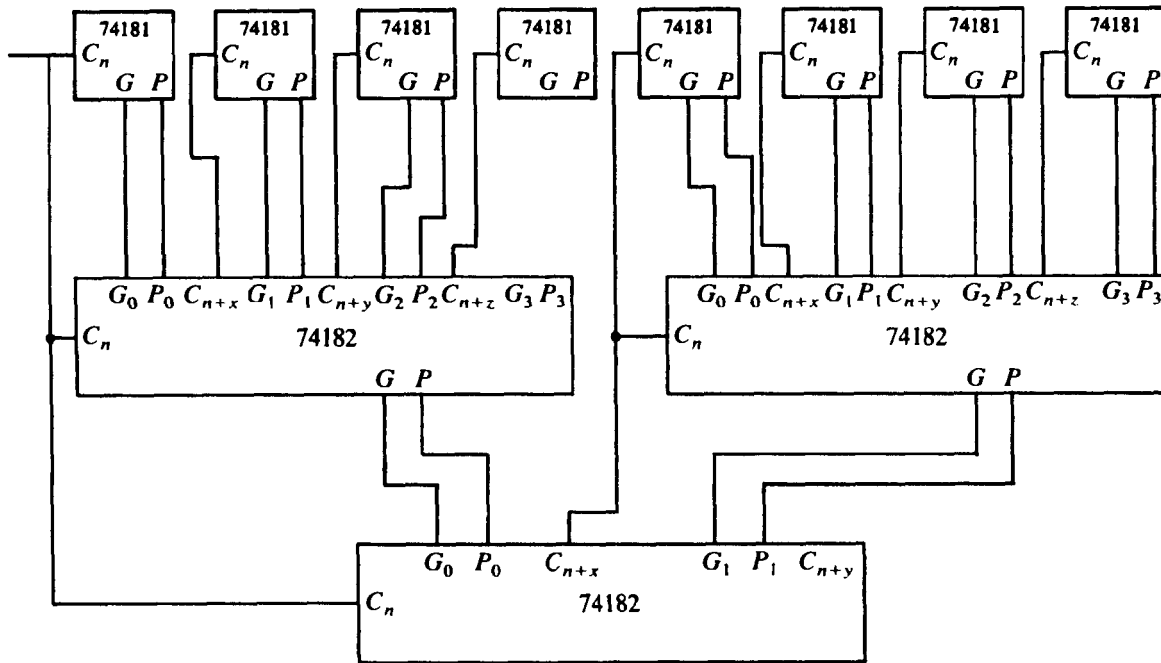 74181 74181 74181 74181 74181 74181 74181 74181
Cn Cn Cn Cn Cn Cn Cn Cn
G P G P G P G P G P G P G P G P
G0 P0 Cn+x G1 P1 Cn+y G2 P2 Cn+z G3 P3 G0 P0 Cn+x G1 P1 Cn+y G2 P2 Cn+z G3 P3
Cn 74182 Cn 74182
G P G P
G0 P0 Cn+x G1 P1 Cn+y
Cn 74182